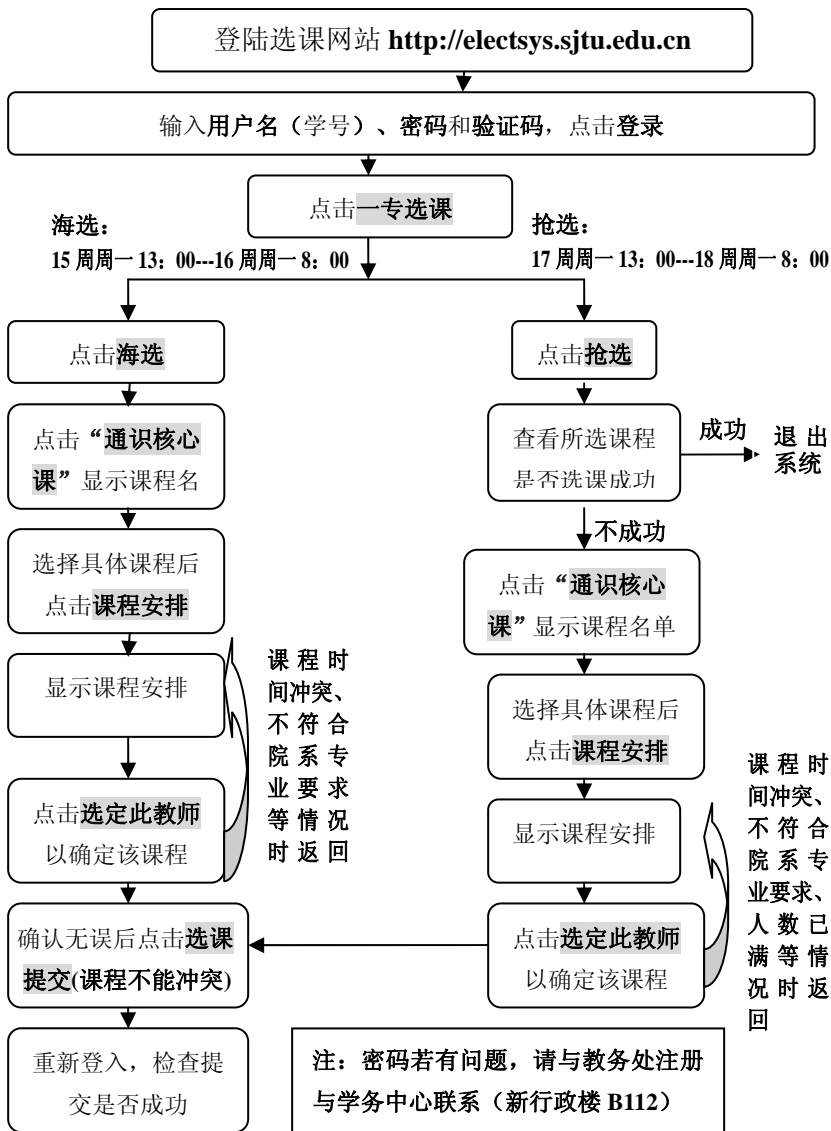 登陆选课网站 http://electsys.sjtu.edu.cn
输入用户名（学号）、密码和验证码，点击登录
点击一专选课
海选：
15 周周一 13：00---16 周周一 8：00
抢选：
17 周周一 13：00---18 周周一 8：00
点击海选
点击“通识核心
课”显示课程名
选择具体课程后
点击课程安排
显示课程安排
课程时
间冲突、
不符合
院系专
业要求
等情况
时返回
点击选定此教师
以确定该课程
确认无误后点击选课
提交(课程不能冲突)
重新登入，检查提
交是否成功
点击抢选
查看所选课程
是否选课成功
成功
退出
系统
不成功
点击“通识核心
课”显示课程名单
选择具体课程后
点击课程安排
显示课程安排
课程时
间冲突、
不符合
院系专
业要求、
人数已
满等情
况时返
回
点击选定此教师
以确定该课程
注：密码若有问题，请与教务处注册
与学务中心联系（新行政楼 B112）